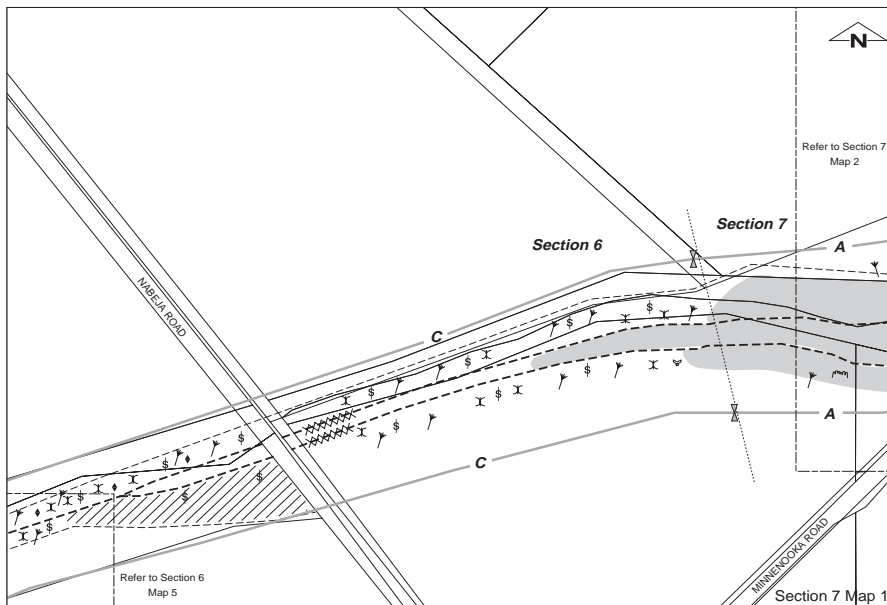 N
Refer to Section 7
Map 2
Section 7
Section 6
A
C
NABEJA ROAD
$
$
$
$
$
$
$
$
$
$
$
$
$
$
A
C
Refer to Section 6
Map 5
MINNENOOKA ROAD
Section 7 Map 1